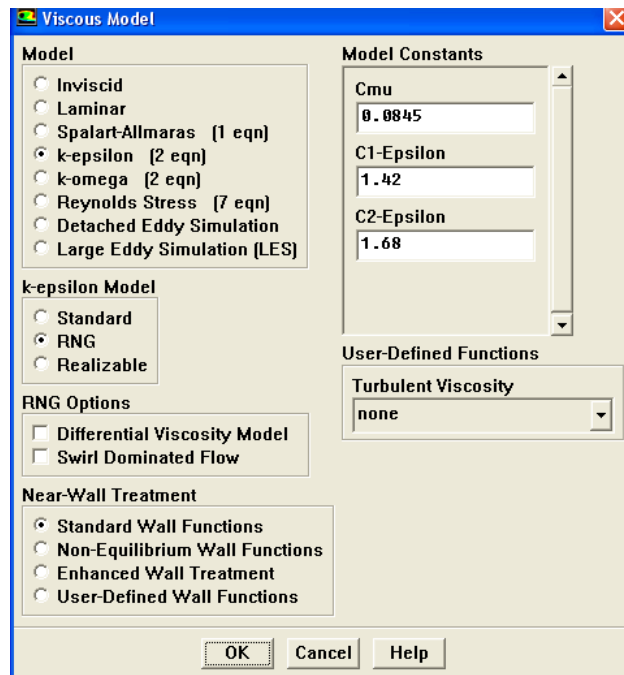 Viscous Model
Model
Inviscid
Laminar
Spalart-Allmaras (1 eqn)
k-epsilon (2 eqn)
k-omega (2 eqn)
Reynolds Stress (7 eqn)
Detached Eddy Simulation
Large Eddy Simulation (LES)
k-epsilon Model
Standard
RNG
Realizable
RNG Options
Differential Viscosity Model
Swirl Dominated Flow
Near-Wall Treatment
Standard Wall Functions
Non-Equilibrium Wall Functions
Enhanced Wall Treatment
User-Defined Wall Functions
Model Constants
Cmu
0.0845
C1-Epsilon
1.42
C2-Epsilon
1.68
User-Defined Functions
Turbulent Viscosity
none
OK
Cancel
Help